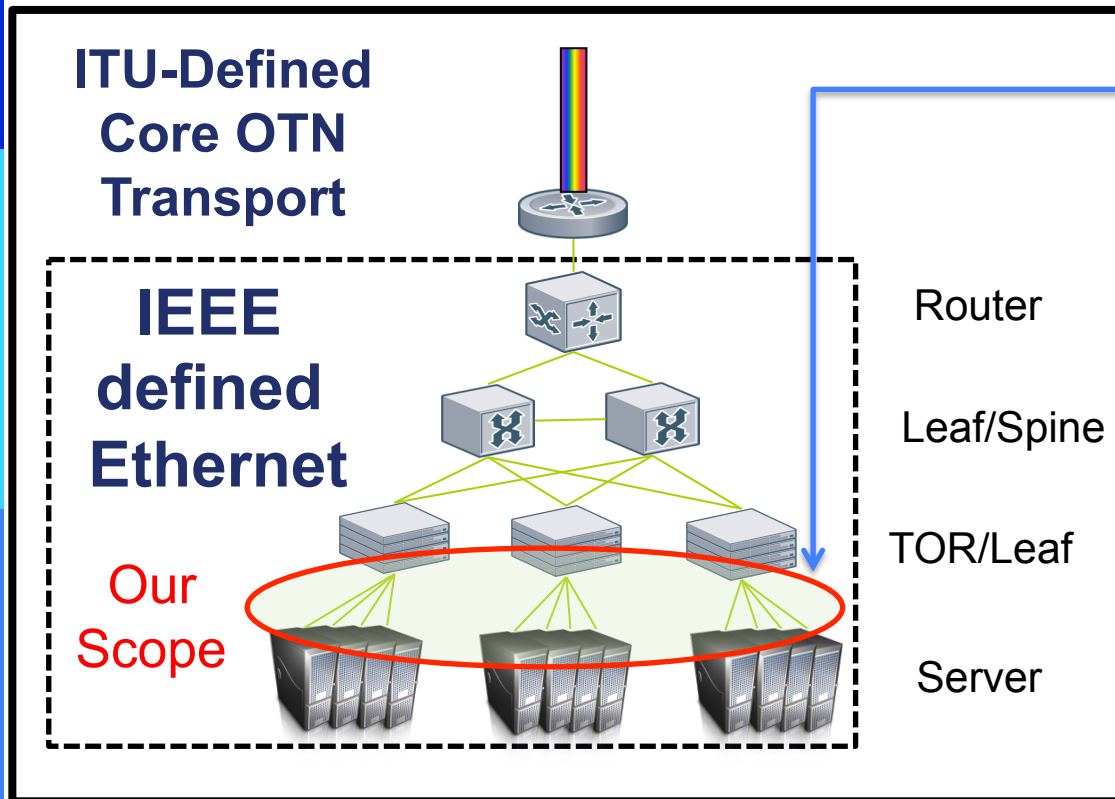 ITU-Defined
Core OTN
Transport
IEEE
defined
Ethernet
Router
Leaf/Spine
TOR/Leaf
Our
Scope
Server